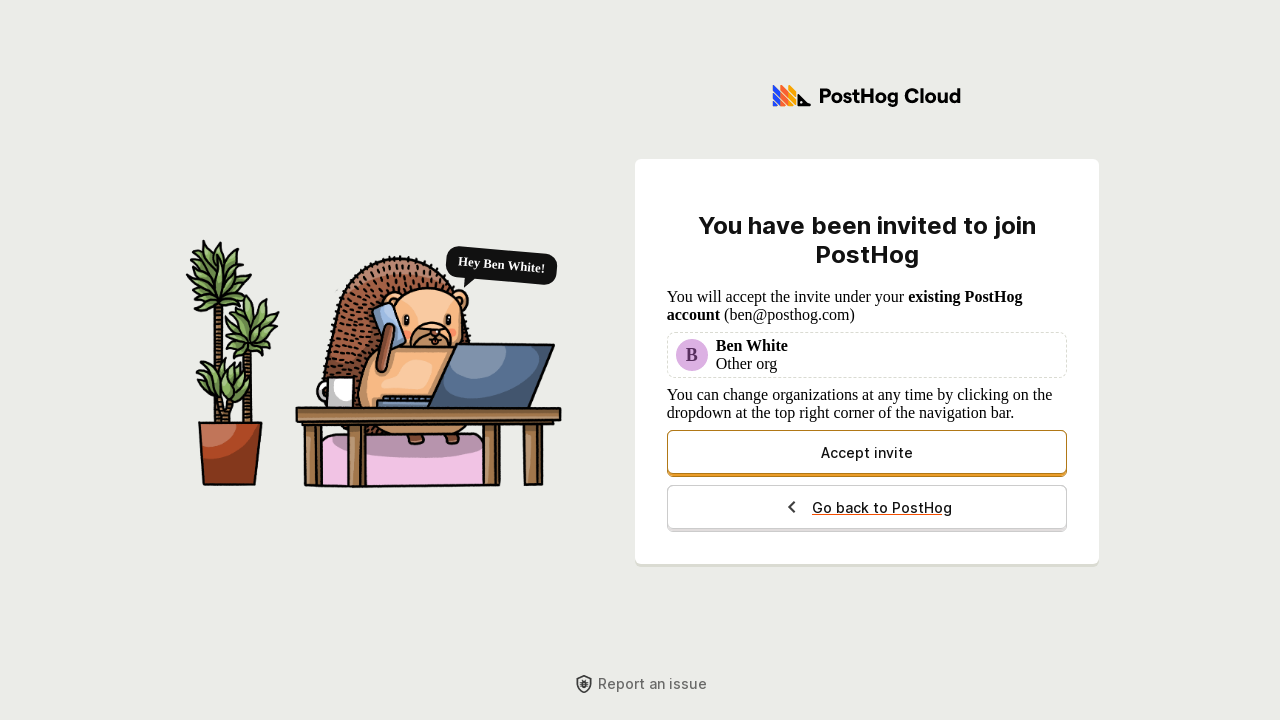 PostHog Cloud
Hey Ben White!
You have been invited to join
PostHog
You will accept the invite under your existing PostHog
account (ben@posthog.com)
B
Ben White
Other org
You can change organizations at any time by clicking on the
dropdown at the top right corner of the navigation bar.
Accept invite
Go back to PostHog
Report an issue